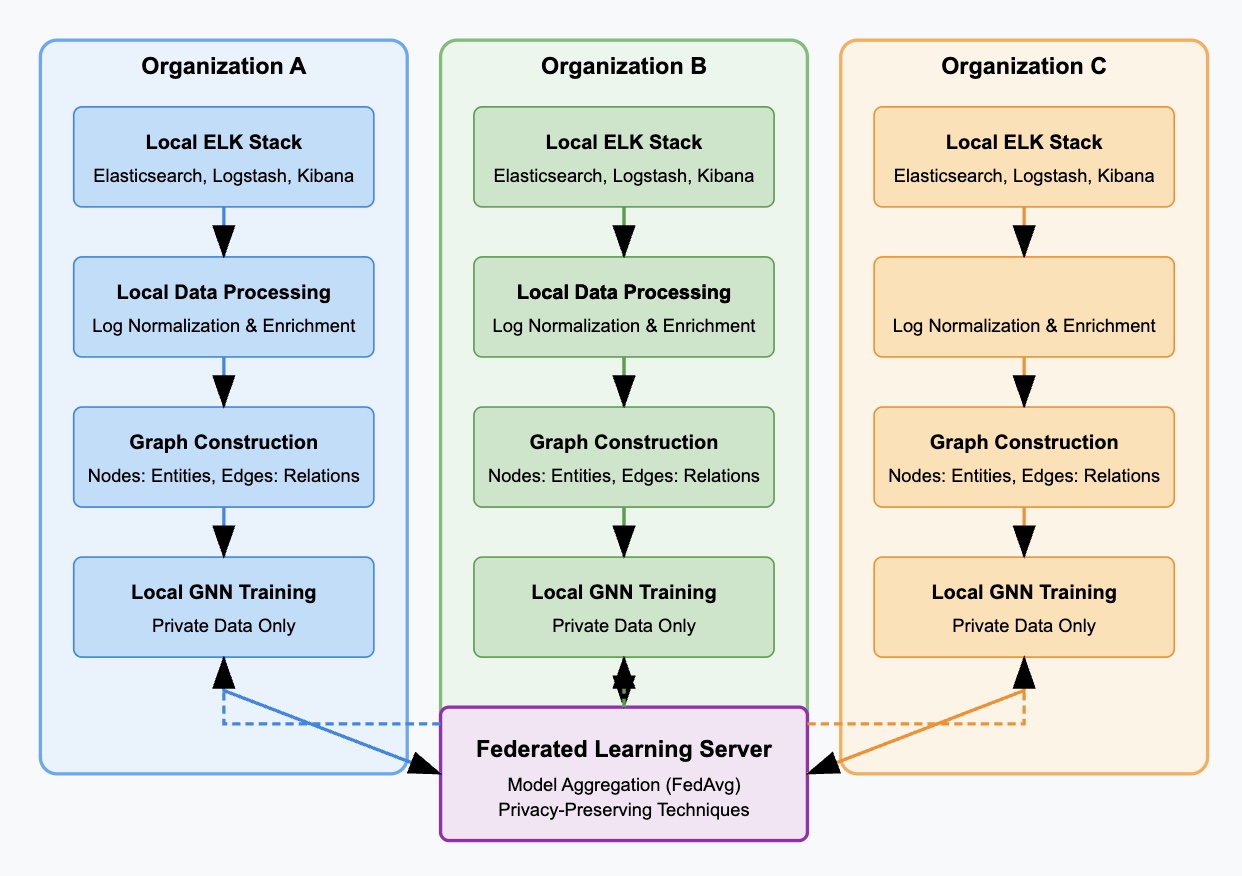 Organization A
Local ELK Stack
Elasticsearch, Logstash, Kibana
Local Data Processing
Log Normalization & Enrichment
Graph Construction
Nodes: Entities, Edges: Relations
Local GNN Training
Private Data Only
Organization B
Local ELK Stack
Elasticsearch, Logstash, Kibana
Local Data Processing
Log Normalization & Enrichment
Graph Construction
Nodes: Entities, Edges: Relations
Local GNN Training
Private Data Only
Organization C
Local ELK Stack
Elasticsearch, Logstash, Kibana
Log Normalization & Enrichment
Graph Construction
Nodes: Entities, Edges: Relations
Local GNN Training
Private Data Only
Federated Learning Server
Model Aggregation (FedAvg)
Privacy-Preserving Techniques